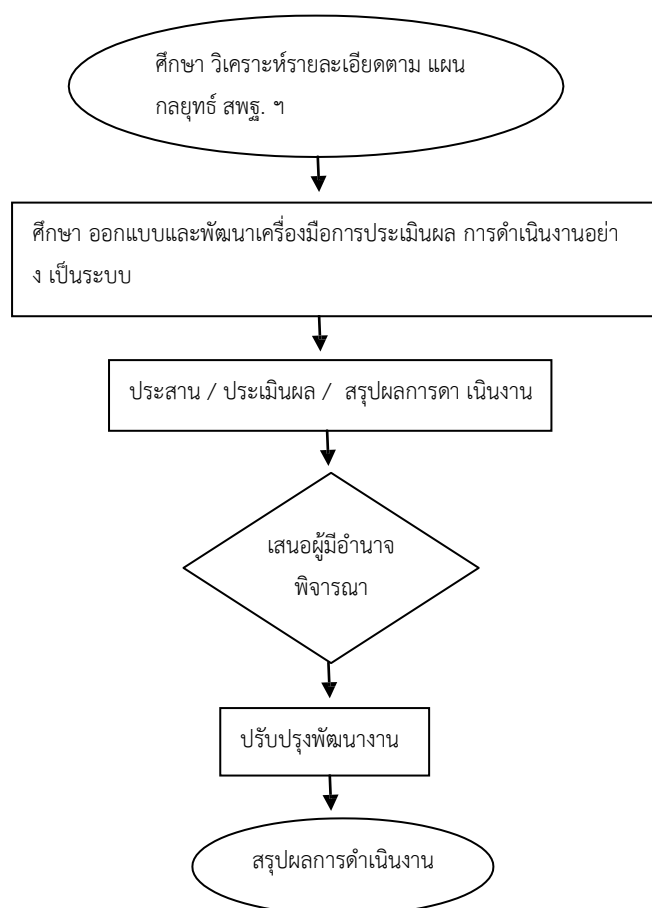 ศึกษา วิเคราะห์รายละเอียดตาม แผน
กลยุทธ์ สพฐ. ฯ
ศึกษา ออกแบบและพัฒนาเครื่องมือการประเมินผล การดำเนินงานอย่า
ง เป็นระบบ
ประสาน / ประเมินผล / สรุปผลการดา เนินงาน
เสนอผู้มีอำนาจ
พิจารณา
ปรับปรุงพัฒนางาน
สรุปผลการดำเนินงาน